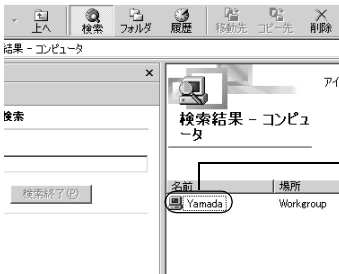 上へ 検索 フォルダ 履歴 移動先 コピー先 削除
結果 - コンピュータ
×
検索
検索終了(P)
アイ
検索結果 - コンピュ
ータ
名前 場所
Yamada Workgroup